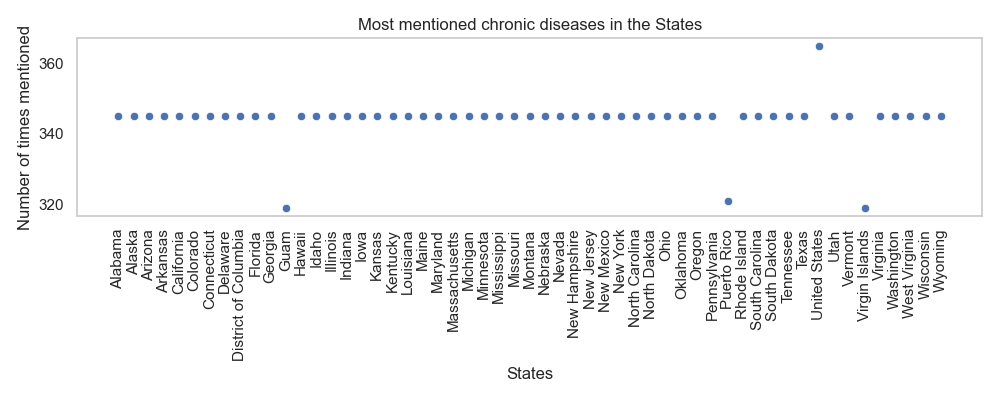 Most mentioned chronic diseases in the States
Number of times mentioned
360
340
320
Alabama
Alaska
Arizona
Arkansas
California
Colorado
Connecticut
Delaware
District of Columbia
Florida
Georgia
Guam
Hawaii
Idaho
Illinois
Indiana
Iowa
Kansas
Kentucky
Louisiana
Maine
Maryland
Massachusetts
Michigan
Minnesota
Mississippi
Missouri
Montana
Nebraska
Nevada
New Hampshire
New Jersey
New Mexico
New York
North Carolina
North Dakota
Ohio
Oklahoma
Oregon
Pennsylvania
Puerto Rico
Rhode Island
South Carolina
South Dakota
Tennessee
Texas
United States
Utah
Vermont
Virgin Islands
Virginia
Washington
West Virginia
Wisconsin
Wyoming
States